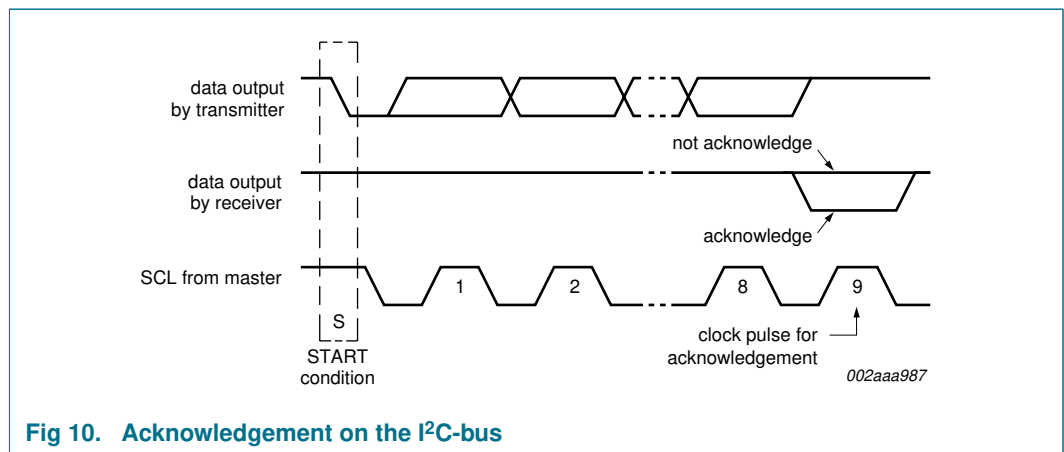 data output
by transmitter
not acknowledge
data output
by receiver
acknowledge
SCL from master
1
2
8
9
S
START
condition
clock pulse for
acknowledgement
002aaa987
Fig 10. Acknowledgement on the I²C-bus